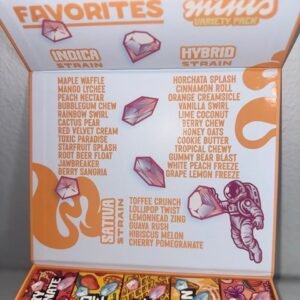 FAVORITES
minis
VARIETY PACK
INDICA
STRAIN
MAPLE WAFFLE
MANGO LYCHEE
PEACH NECTAR
BUBBLEGUM CHEW
RAINBOW SWIRL
CACTUS PEAR
RED VELVET CREAM
TOXIC PARADISE
STARFRUIT SPLASH
ROOT BEER FLOAT
JAWBREAKER
BERRY SANGRIA
HYBRID
STRAIN
HORCHATA SPLASH
CINNAMON ROLL
ORANGE CREAMSICLE
VANILLA SWIRL
LIME COCONUT
BERRY CHEW
HONEY OATS
COOKIE BUTTER
TROPICAL CHEWY
GUMMY BEAR BLAST
WHITE PEACH FREEZE
GRAPE LEMON FREEZE
SATIVA
STRAIN
TOFFEE CRUNCH
LOLLIPOP TWIST
LEMONHEAD ZING
GUAVA RUSH
HIBISCUS MELON
CHERRY POMEGRANATE